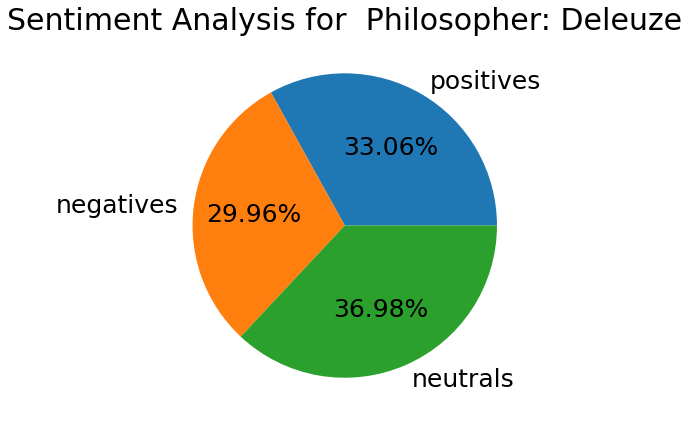 Sentiment Analysis for  Philosopher: Deleuze
positives
33.06%
negatives
29.96%
36.98%
neutrals